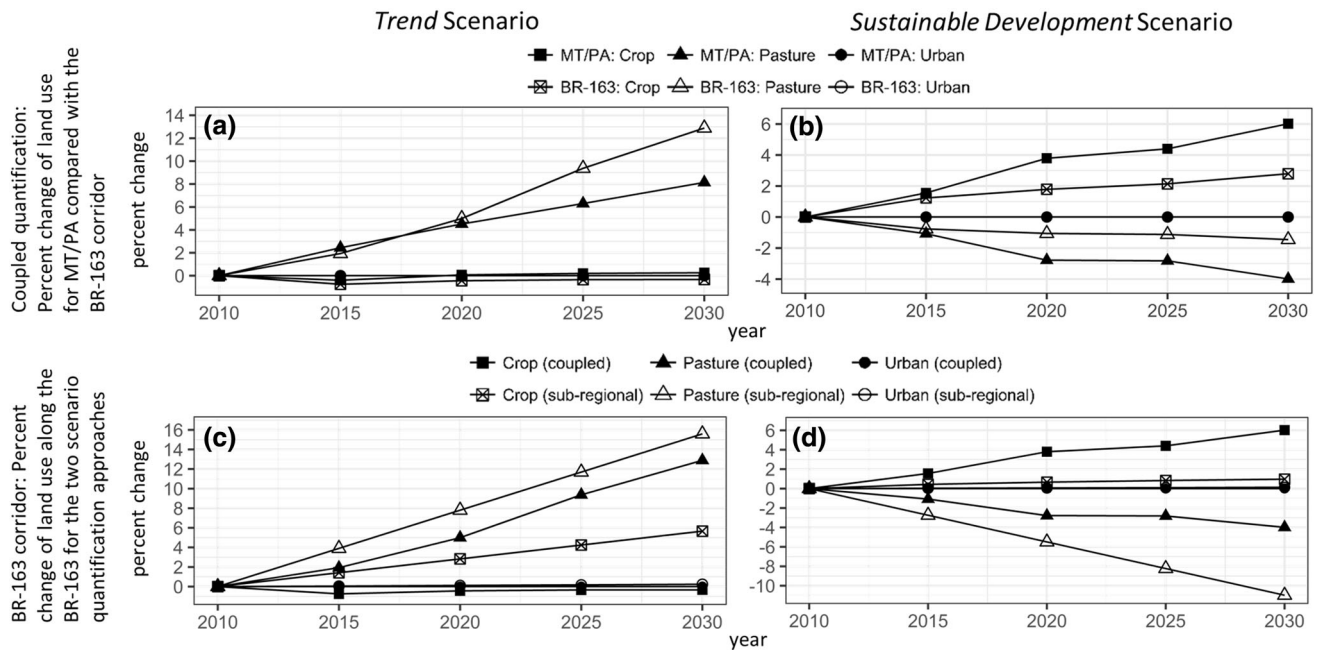 Trend Scenario
Sustainable Development Scenario
Coupled quantification:
Percent change of land use
for MT/PA compared with the
BR-163 corridor
MT/PA: Crop MT/PA: Pasture MT/PA: Urban
BR-163: Crop BR-163: Pasture BR-163: Urban
(a)
percent change
14
12
10
8
6
4
2
0
2010 2015 2020 2025 2030
(b)
6
4
2
0
-2
-4
2010 2015 2020 2025 2030
year
BR-163 corridor: Percent
change of land use along the
BR-163 for the two scenario
quantification approaches
Crop (coupled) Pasture (coupled) Urban (coupled)
Crop (sub-regional) Pasture (sub-regional) Urban (sub-regional)
(c)
percent change
16
14
12
10
8
6
4
2
0
2010 2015 2020 2025 2030
(d)
6
4
2
0
-2
-4
-6
-8
-10
2010 2015 2020 2025 2030
year